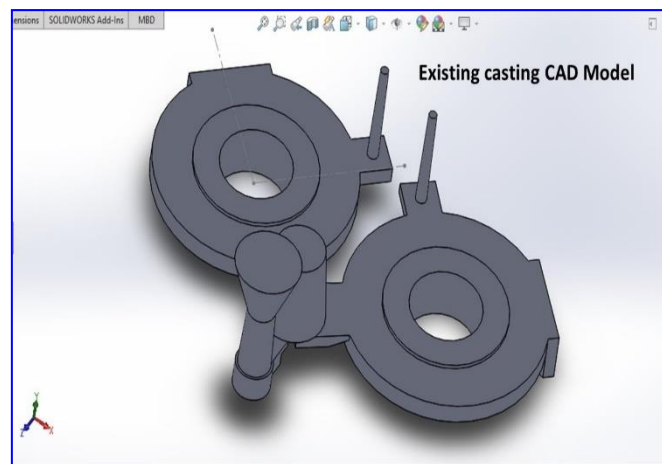 ensions SOLIDWORKS Add-Ins MBD
Existing casting CAD Model
Y
Z X